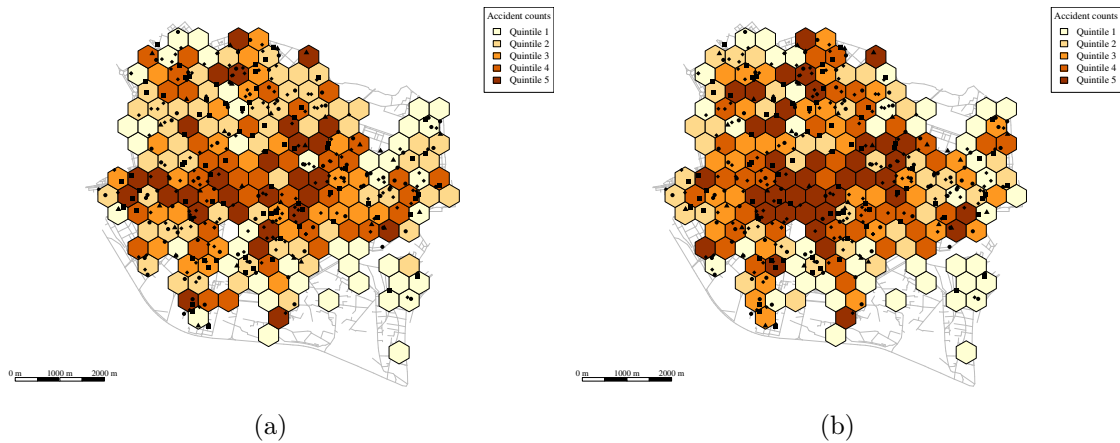 Accident counts
Quintile 1
Quintile 2
Quintile 3
Quintile 4
Quintile 5
0 m 1000 m 2000 m
(a)
Accident counts
Quintile 1
Quintile 2
Quintile 3
Quintile 4
Quintile 5
0 m 1000 m 2000 m
(b)